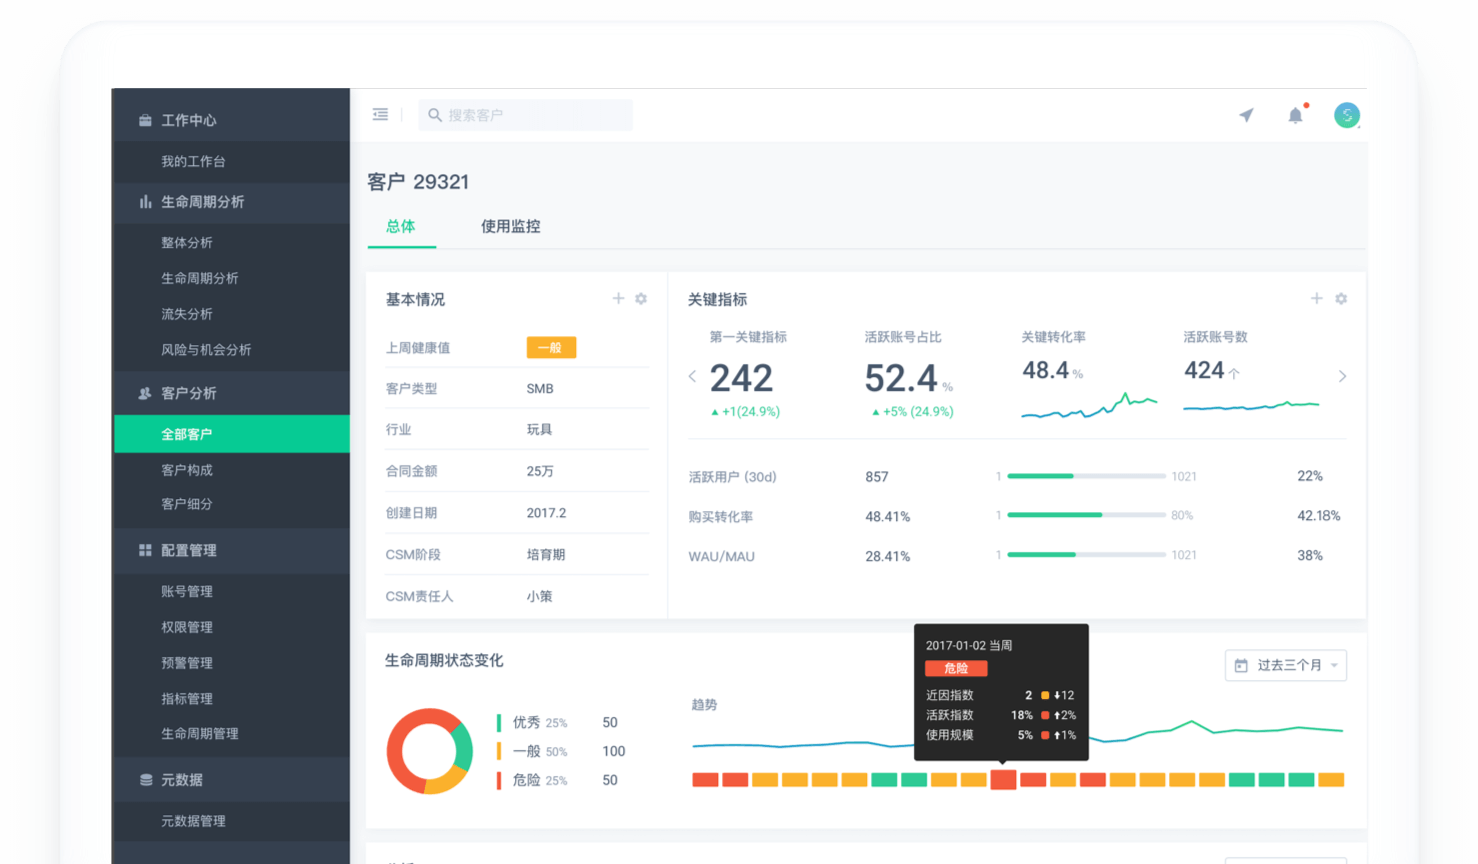 工作中心
我的工作台
生命周期分析
整体分析
生命周期分析
流失分析
风险与机会分析
客户分析
全部客户
客户构成
客户细分
配置管理
账号管理
权限管理
预警管理
指标管理
生命周期管理
元数据
元数据管理
搜索客户
S
客户 29321
总体 使用监控
基本情况
上周健康值 一般
客户类型 SMB
行业 玩具
合同金额 25万
创建日期 2017.2
CSM阶段 培育期
CSM责任人 小策
关键指标
第一关键指标 活跃账号占比 关键转化率 活跃账号数
242 52.4 % 48.4 % 424 个
▲+1(24.9%) ▲+5% (24.9%)
活跃用户 (30d) 857 1 1021 22%
购买转化率 48.41% 1 80% 42.18%
WAU/MAU 28.41% 1 1021 38%
生命周期状态变化
过去三个月
优秀 25% 50
一般 50% 100
危险 25% 50
趋势
2017-01-02 当周
危险
近因指数 2 ↓12
活跃指数 18% ↑2%
使用规模 5% ↑1%